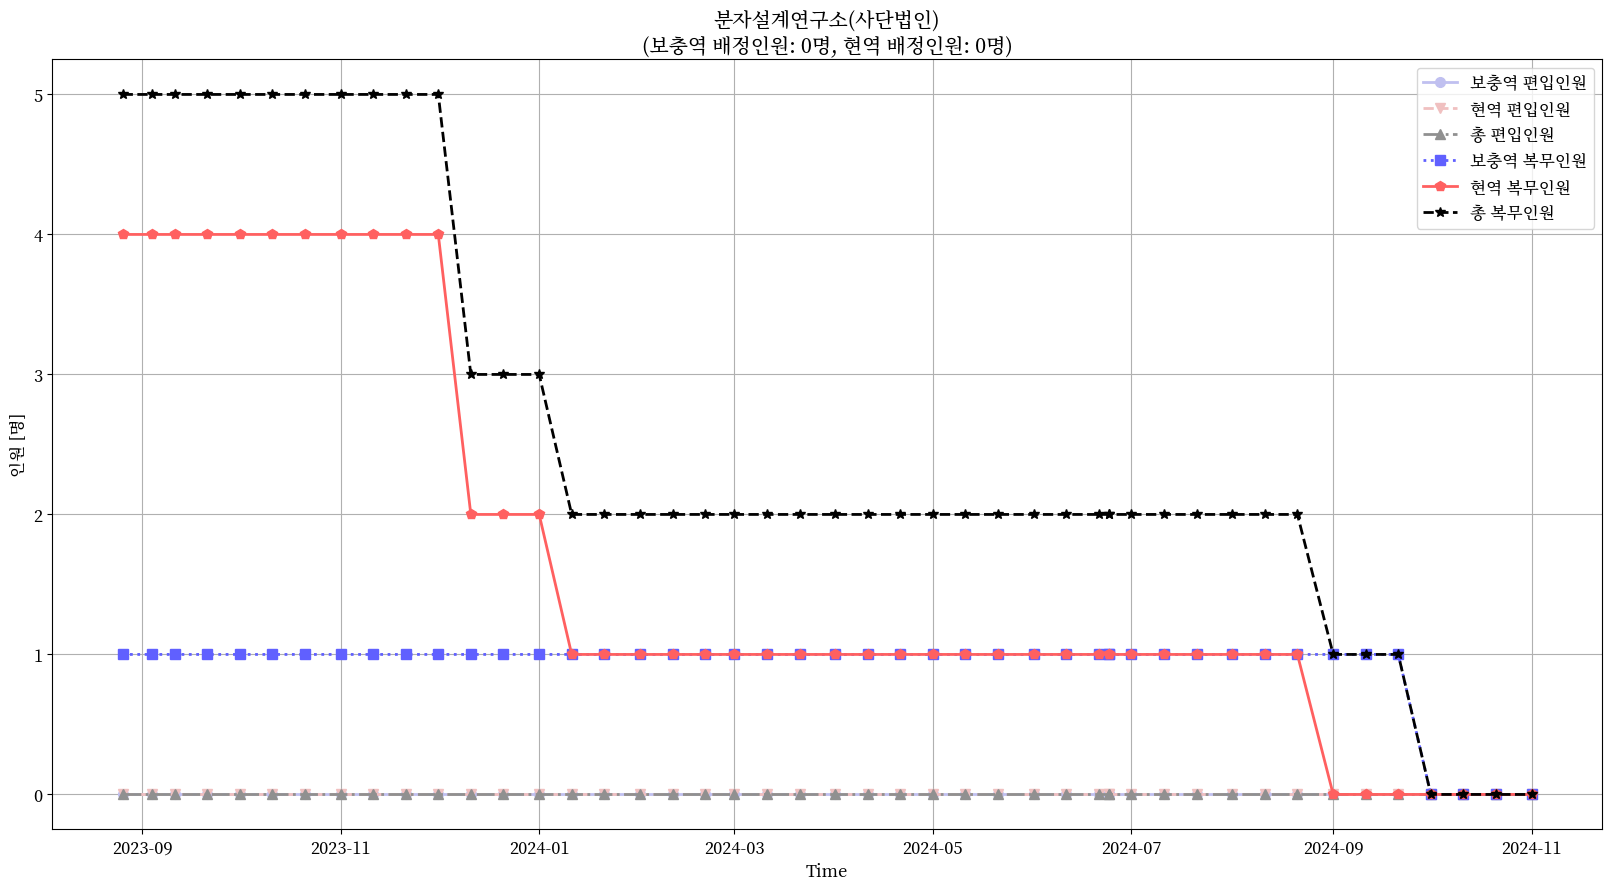 분자설계연구소(사단법인)
(보충역 배정인원: 0명, 현역 배정인원: 0명)
보충역 편입인원
현역 편입인원
총 편입인원
보충역 복무인원
현역 복무인원
총 복무인원
인원 [명]
5
4
3
2
1
0
2023-09
2023-11
2024-01
2024-03
2024-05
2024-07
2024-09
2024-11
Time